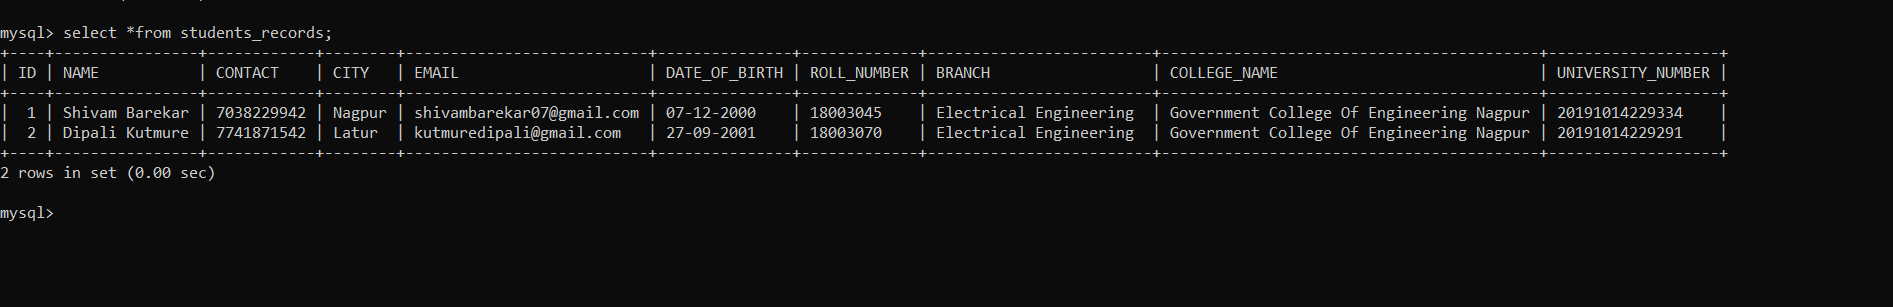 mysql> select *from students_records;
+----+----------------+------------+--------+---------------------------+---------------+-------------+-------------------------+------------------------------------------+-------------------+
| ID | NAME           | CONTACT    | CITY   | EMAIL                     | DATE_OF_BIRTH | ROLL_NUMBER | BRANCH                  | COLLEGE_NAME                             | UNIVERSITY_NUMBER |
+----+----------------+------------+--------+---------------------------+---------------+-------------+-------------------------+------------------------------------------+-------------------+
|  1 | Shivam Barekar | 7038229942 | Nagpur | shivambarekar07@gmail.com | 07-12-2000    | 18003045    | Electrical Engineering  | Government College Of Engineering Nagpur | 20191014229334    |
|  2 | Dipali Kutmure | 7741871542 | Latur  | kutmuredipali@gmail.com   | 27-09-2001    | 18003070    | Electrical Engineering  | Government College Of Engineering Nagpur | 20191014229291    |
+----+----------------+------------+--------+---------------------------+---------------+-------------+-------------------------+------------------------------------------+-------------------+
2 rows in set (0.00 sec)
mysql>